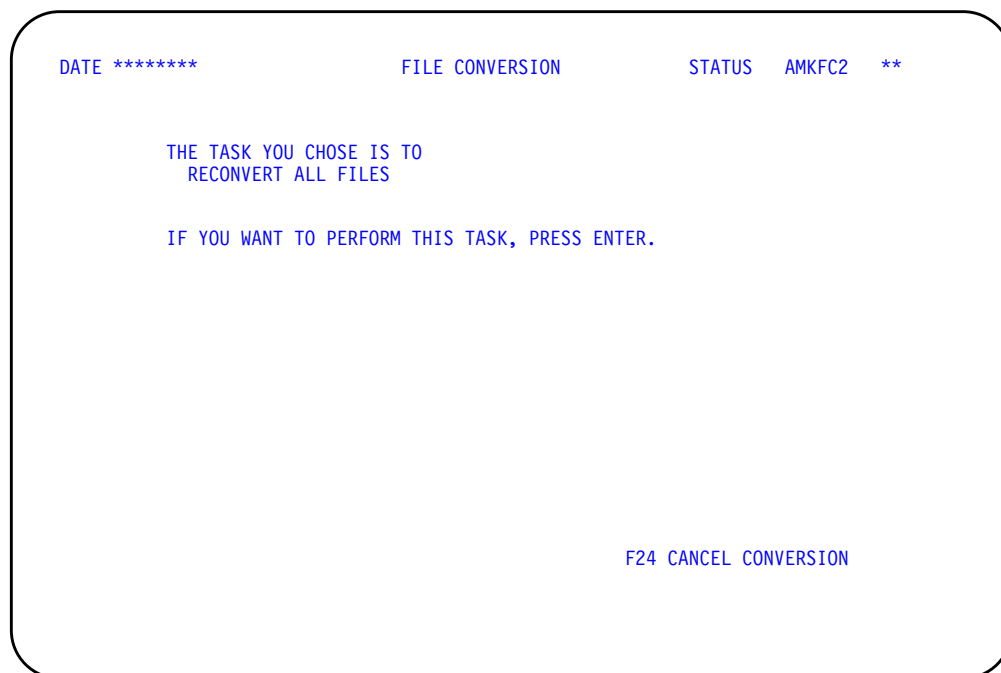 DATE ******** FILE CONVERSION STATUS AMKFC2 **
THE TASK YOU CHOSE IS TO
RECONVERT ALL FILES
IF YOU WANT TO PERFORM THIS TASK, PRESS ENTER.
F24 CANCEL CONVERSION